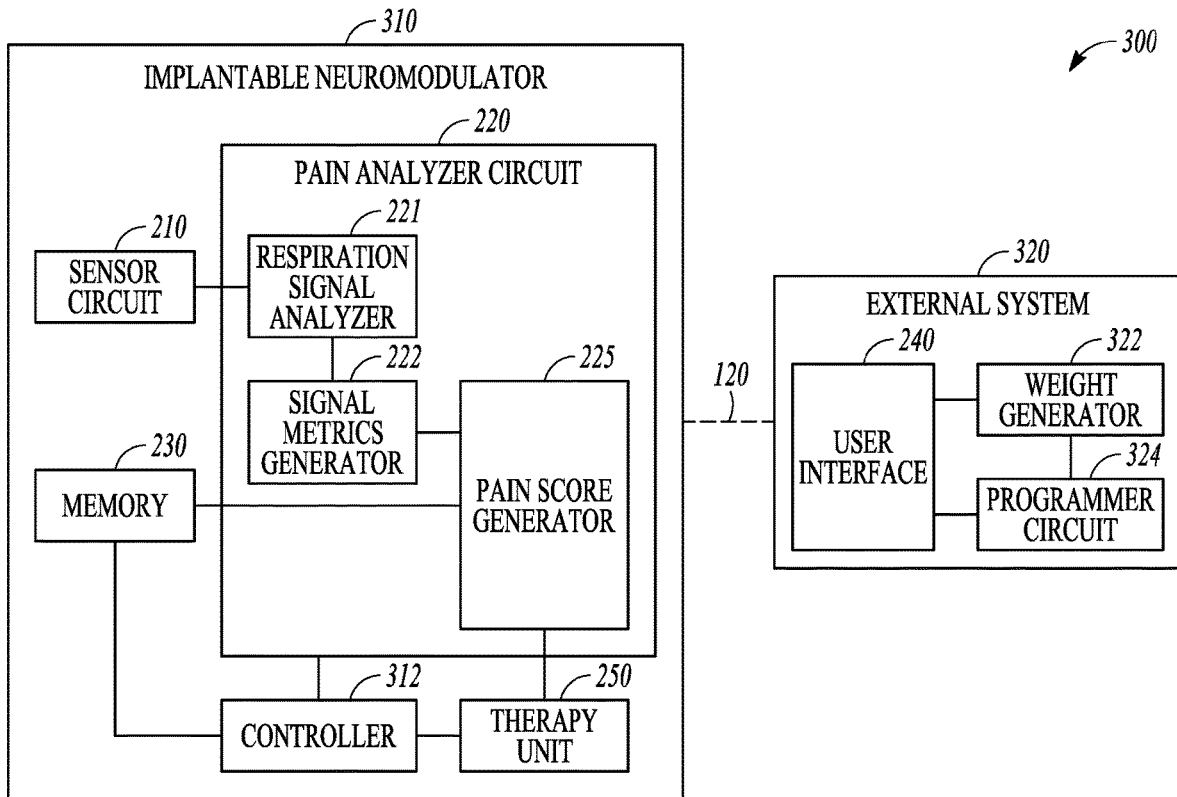 310
300
IMPLANTABLE NEUROMODULATOR
220
PAIN ANALYZER CIRCUIT
210
SENSOR
CIRCUIT
221
RESPIRATION
SIGNAL
ANALYZER
222
SIGNAL
METRICS
GENERATOR
225
PAIN SCORE
GENERATOR
230
MEMORY
312
CONTROLLER
250
THERAPY
UNIT
120
320
EXTERNAL SYSTEM
240
USER
INTERFACE
322
WEIGHT
GENERATOR
324
PROGRAMMER
CIRCUIT